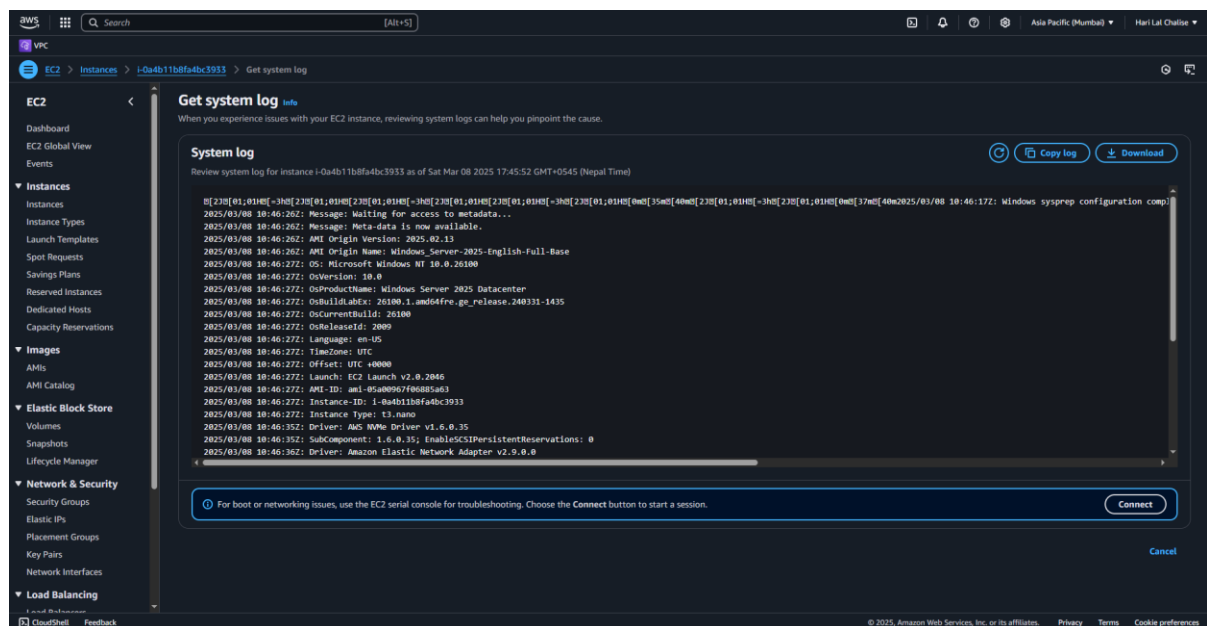 aws Search [Alt+S] Asia Pacific (Mumbai) Hari Lal Chalise
VPC
EC2 > Instances > i-0a4b11b8fa4bc3933 > Get system log
EC2
Dashboard
EC2 Global View
Events
Instances
Instances
Instance Types
Launch Templates
Spot Requests
Savings Plans
Reserved Instances
Dedicated Hosts
Capacity Reservations
Images
AMIs
AMI Catalog
Elastic Block Store
Volumes
Snapshots
Lifecycle Manager
Network & Security
Security Groups
Elastic IPs
Placement Groups
Key Pairs
Network Interfaces
Load Balancing
Load Balancers
Get system log Info
When you experience issues with your EC2 instance, reviewing system logs can help you pinpoint the cause.
System log
Copy log Download
Review system log for instance i-0a4b11b8fa4bc3933 as of Sat Mar 08 2025 17:45:52 GMT+0545 (Nepal Time)
2025/03/08 10:46:17Z: Windows sysprep configuration compl
2025/03/08 10:46:26Z: Message: Waiting for access to metadata...
2025/03/08 10:46:26Z: Message: Meta-data is now available.
2025/03/08 10:46:26Z: AMI Origin Version: 2025.02.13
2025/03/08 10:46:26Z: AMI Origin Name: Windows_Server-2025-English-Full-Base
2025/03/08 10:46:27Z: OS: Microsoft Windows NT 10.0.26100
2025/03/08 10:46:27Z: OsVersion: 10.0
2025/03/08 10:46:27Z: OsProductName: Windows Server 2025 Datacenter
2025/03/08 10:46:27Z: OsBuildLabEx: 26100.1.amd64fre.ge_release.240331-1435
2025/03/08 10:46:27Z: OsCurrentBuild: 26100
2025/03/08 10:46:27Z: OsReleaseId: 2009
2025/03/08 10:46:27Z: Language: en-US
2025/03/08 10:46:27Z: TimeZone: UTC
2025/03/08 10:46:27Z: Offset: UTC +0000
2025/03/08 10:46:27Z: Launch: EC2 Launch v2.0.2046
2025/03/08 10:46:27Z: AMI-ID: ami-05a00967f06885a63
2025/03/08 10:46:27Z: Instance-ID: i-0a4b11b8fa4bc3933
2025/03/08 10:46:27Z: Instance Type: t3.nano
2025/03/08 10:46:35Z: Driver: AWS NVMe Driver v1.6.0.35
2025/03/08 10:46:35Z: SubComponent: 1.6.0.35; EnableSCSIPersistentReservations: 0
2025/03/08 10:46:36Z: Driver: Amazon Elastic Network Adapter v2.9.0.0
For boot or networking issues, use the EC2 serial console for troubleshooting. Choose the Connect button to start a session.
Connect
Cancel
CloudShell Feedback © 2025, Amazon Web Services, Inc. or its affiliates. Privacy Terms Cookie preferences